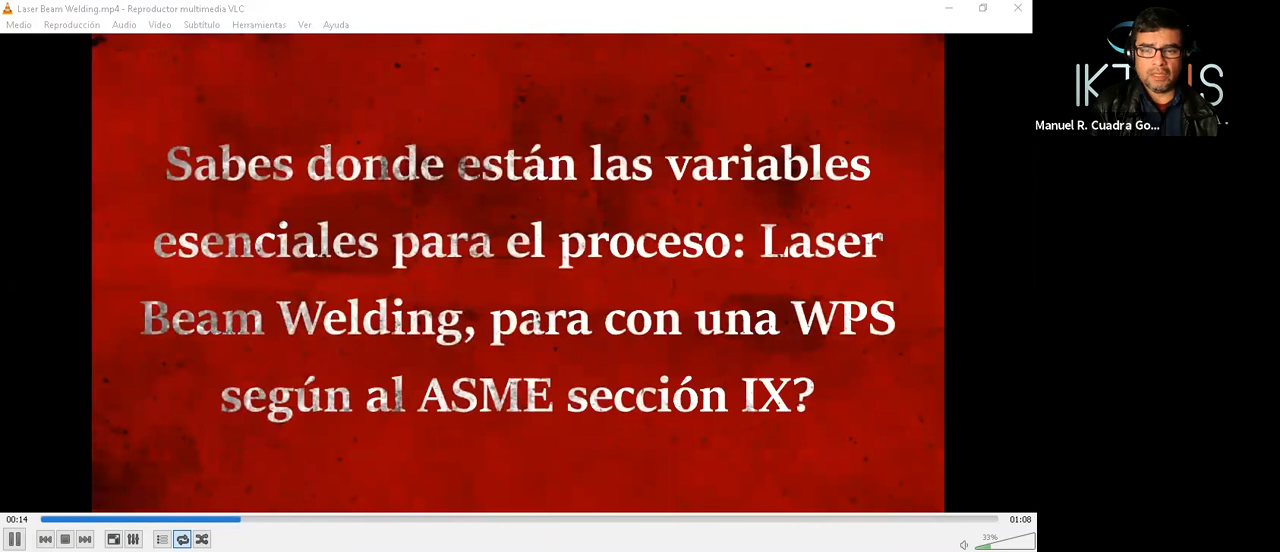 Laser Beam Welding.mp4 - Reproductor multimedia VLC
Medio Reproducción Audio Vídeo Subtítulo Herramientas Ver Ayuda
Sabes donde están las variables
esenciales para el proceso: Laser
Beam Welding, para con una WPS
según al ASME sección IX?
Manuel R. Cuadra Go...
00:14
01:08
33%